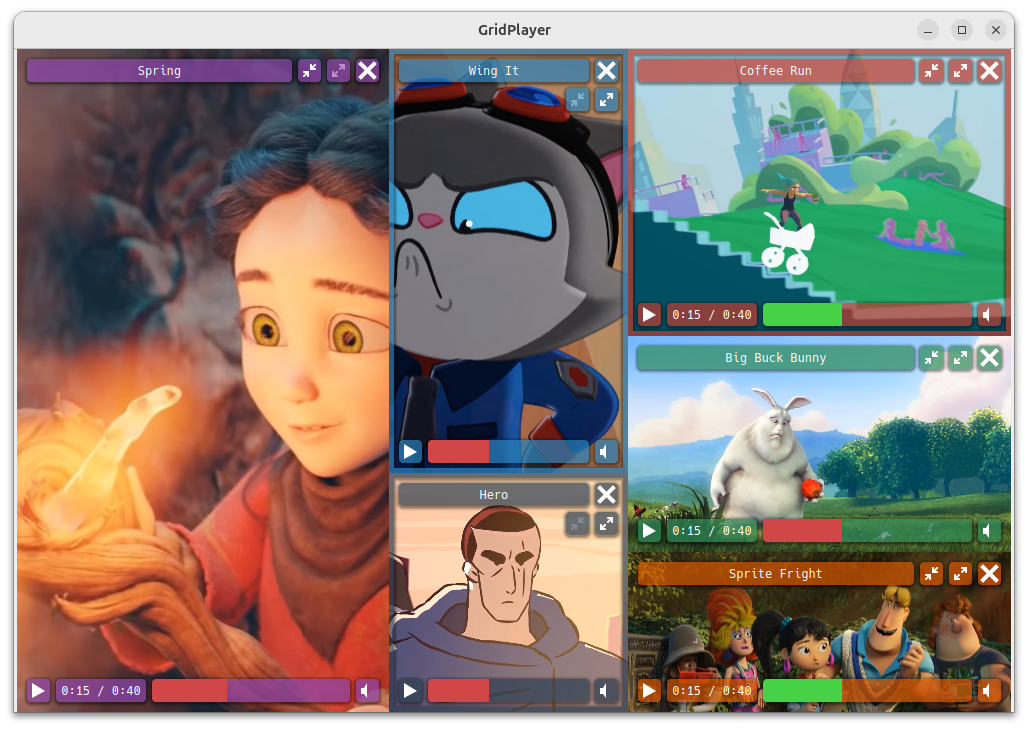 GridPlayer
Spring
0:15 / 0:40
Wing It
Hero
Coffee Run
0:15 / 0:40
Big Buck Bunny
0:15 / 0:40
Sprite Fright
0:15 / 0:40